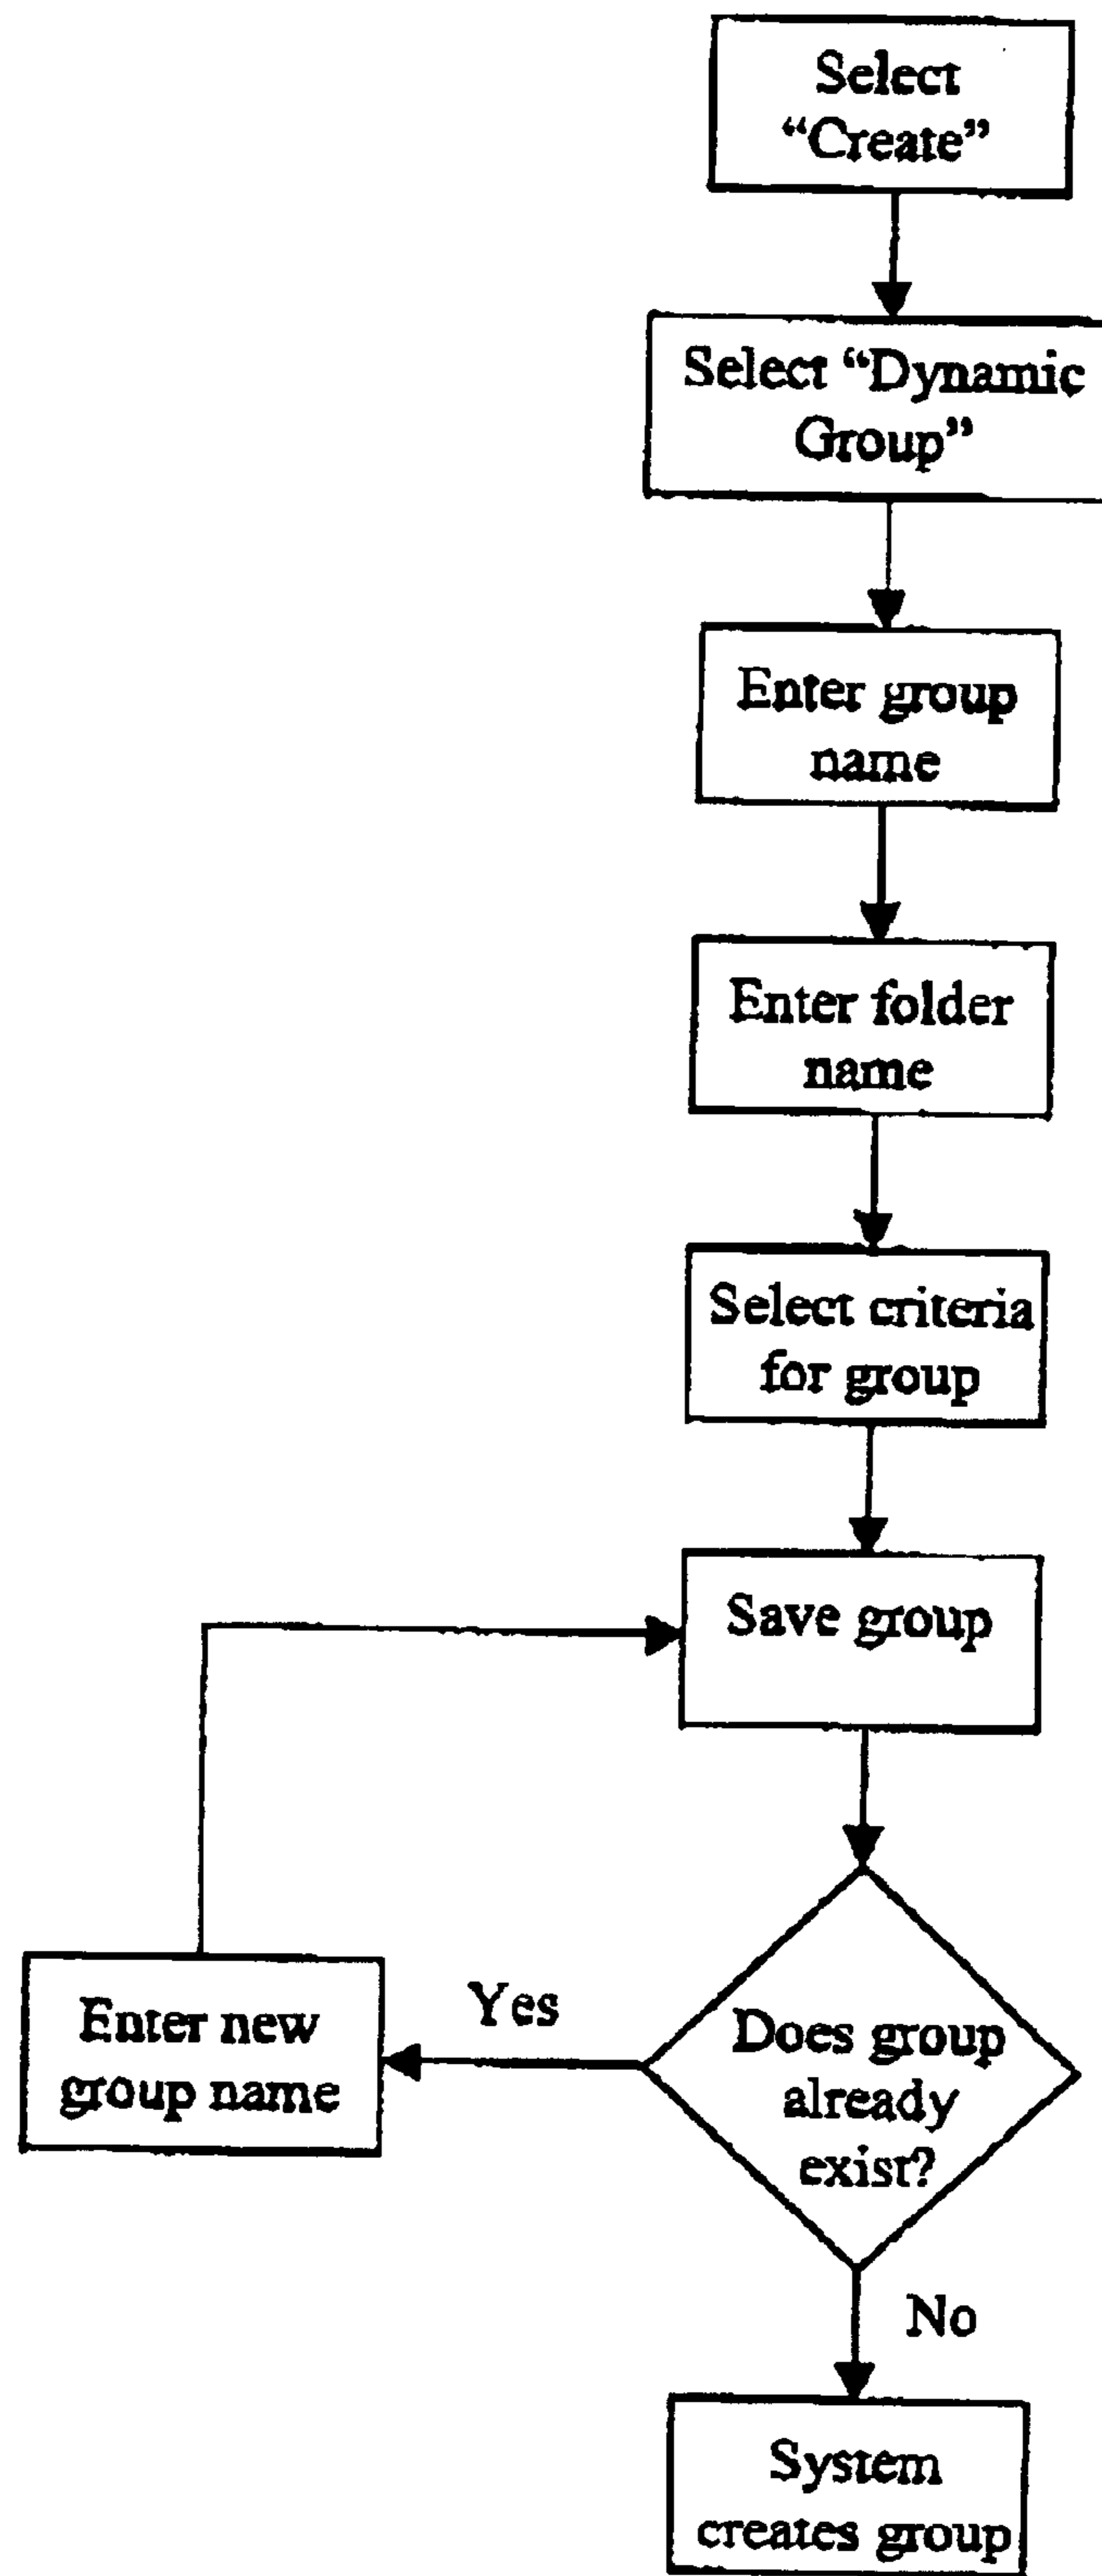 Select
“Create”
Select “Dynamic
Group”
Enter group
name
Enter folder
name
Select criteria
for group
Save group
Does group
already
exist?
Yes
Enter new
group name
No
System
creates group